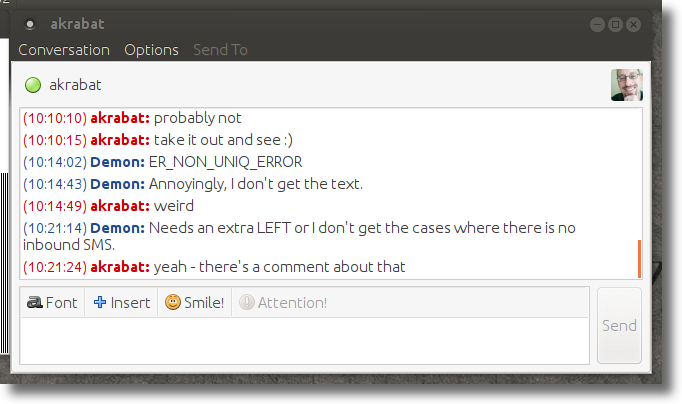 akrabat
Conversation Options Send To
akrabat
(10:10:10) akrabat: probably not
(10:10:15) akrabat: take it out and see :)
(10:14:02) Demon: ER_NON_UNIQ_ERROR
(10:14:43) Demon: Annoyingly, I don't get the text.
(10:14:49) akrabat: weird
(10:21:14) Demon: Needs an extra LEFT or I don't get the cases where there is no
inbound SMS.
(10:21:24) akrabat: yeah - there's a comment about that
a Font Insert Smile! Attention!
Send